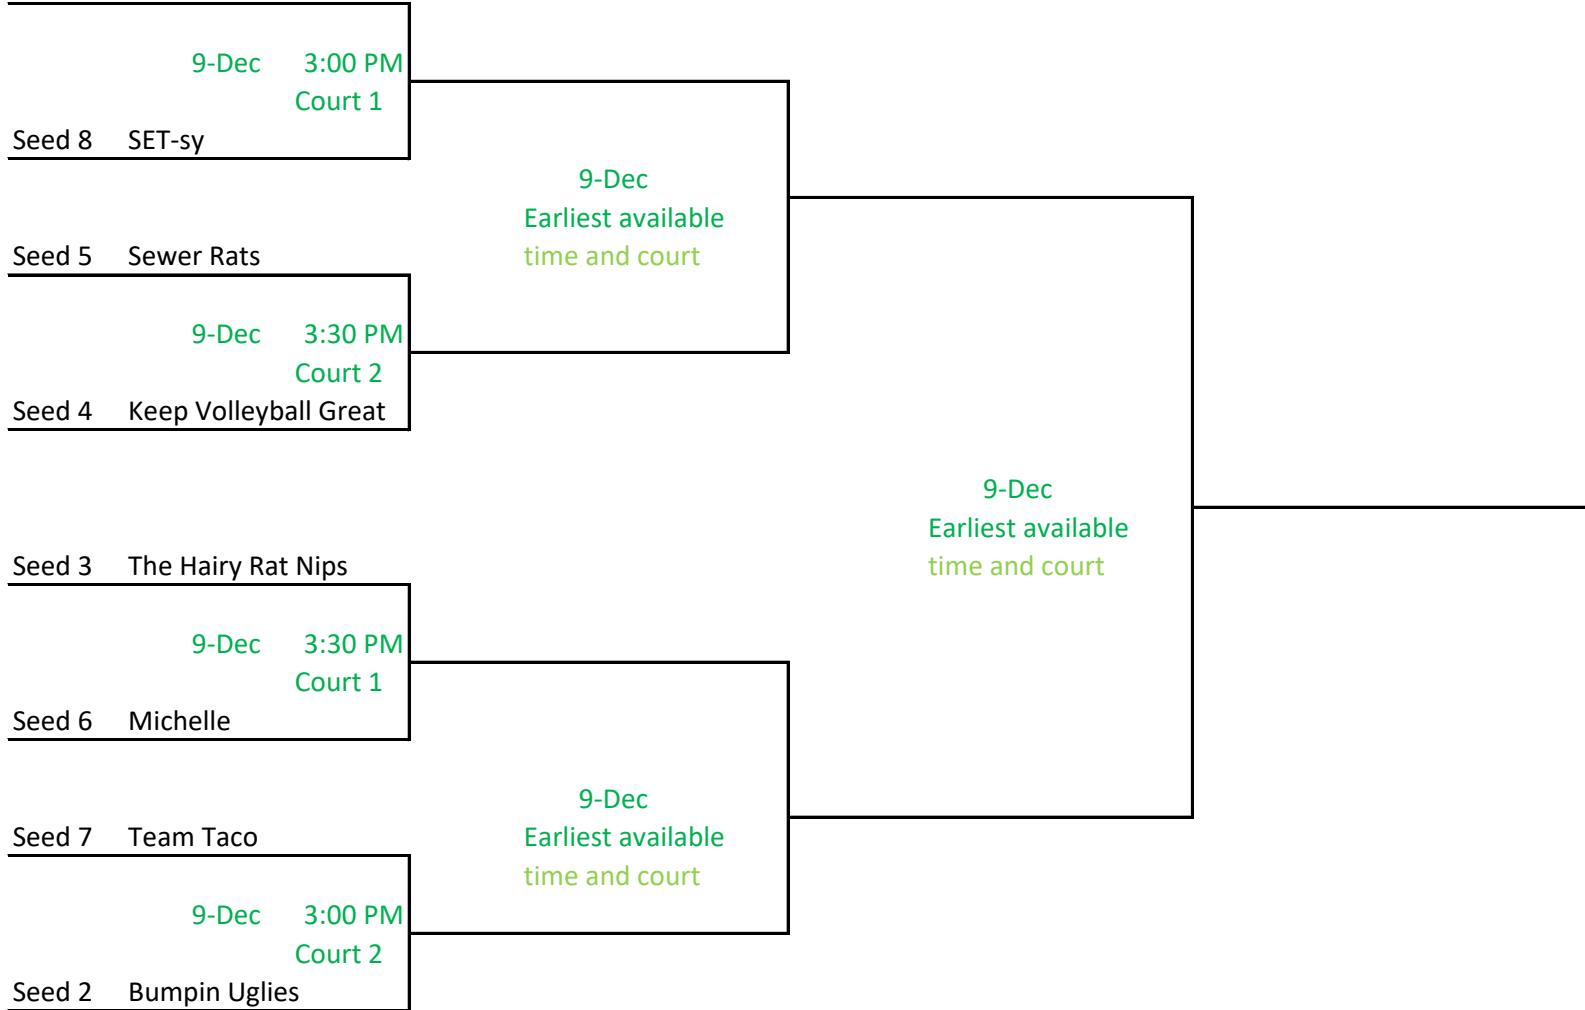 9-Dec 3:00 PM
Court 1
Seed 8 SET-sy
9-Dec
Earliest available
time and court
Seed 5 Sewer Rats
9-Dec 3:30 PM
Court 2
Seed 4 Keep Volleyball Great
9-Dec
Earliest available
time and court
Seed 3 The Hairy Rat Nips
9-Dec 3:30 PM
Court 1
Seed 6 Michelle
9-Dec
Earliest available
time and court
Seed 7 Team Taco
9-Dec 3:00 PM
Court 2
Seed 2 Bumpin Uglies